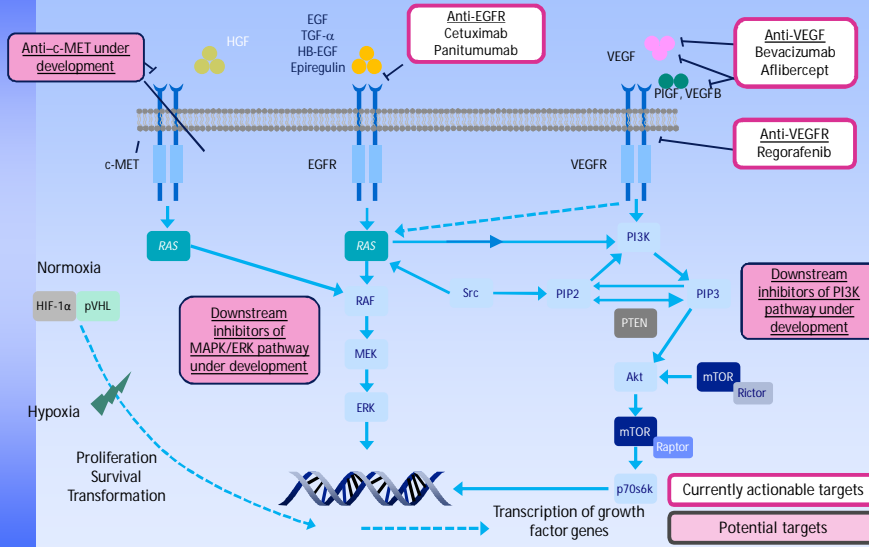 Anti–c-MET under
development
HGF
EGF
TGF-α
HB-EGF
Epiregulin
Anti-EGFR
Cetuximab
Panitumumab
VEGF
PlGF, VEGFB
Anti-VEGF
Bevacizumab
Aflibercept
Anti-VEGFR
Regorafenib
c-MET
EGFR
VEGFR
RAS
RAS
PI3K
Normoxia
HIF-1α
pVHL
Downstream
inhibitors of
MAPK/ERK pathway
under development
RAF
Src
PIP2
PIP3
PTEN
Downstream
inhibitors of PI3K
pathway under
development
MEK
Akt
mTOR
Rictor
Hypoxia
ERK
mTOR
Raptor
Proliferation
Survival
Transformation
p70s6k
Transcription of growth
factor genes
Currently actionable targets
Potential targets